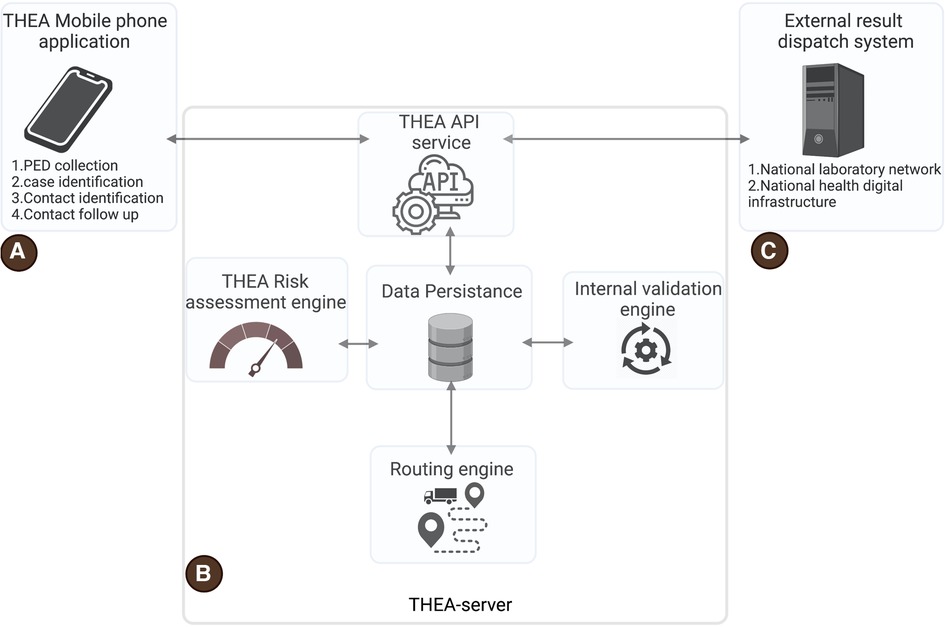 THEA Mobile phone
application
1.PED collection
2.case identification
3.Contact identification
4.Contact follow up
A
External result
dispatch system
1.National laboratory network
2.National health digital
infrastructure
C
THEA API
service
API
THEA Risk
assessment engine
Data Persistance
Internal validation
engine
Routing engine
B
THEA-server